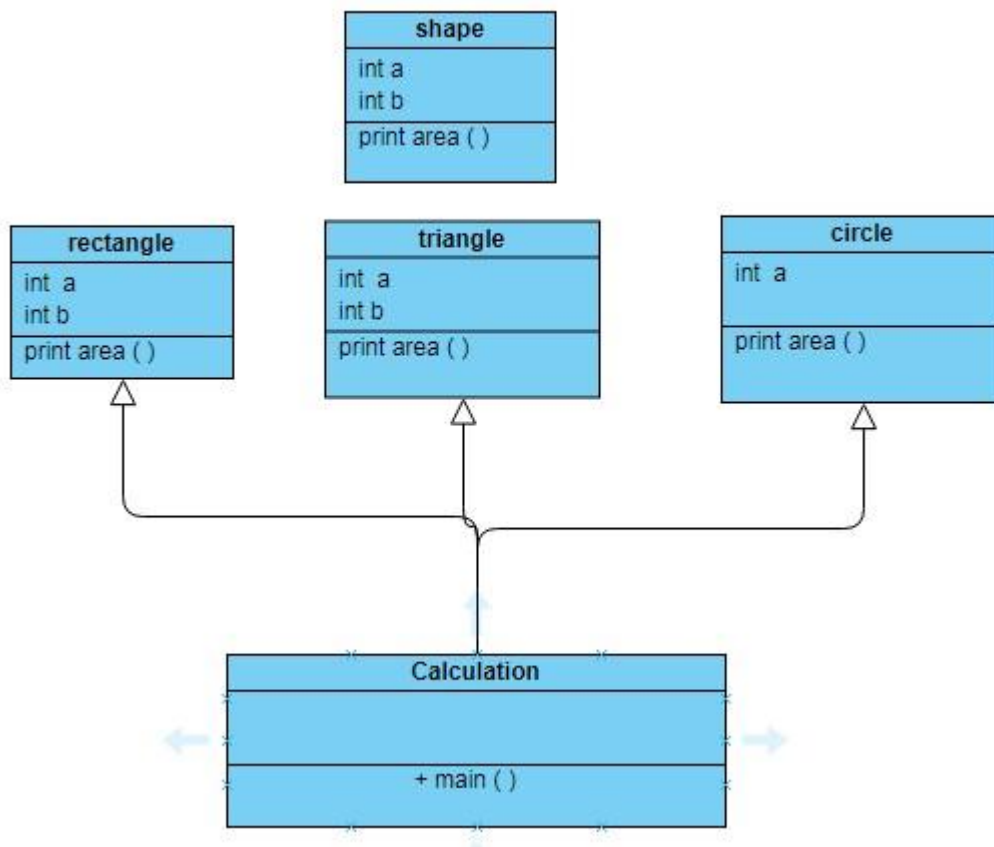 shape
int a
int b
print area ( )
rectangle
int  a
int b
print area ( )
triangle
int  a
int b
print area ( )
circle
int  a
print area ( )
Calculation
+ main ( )